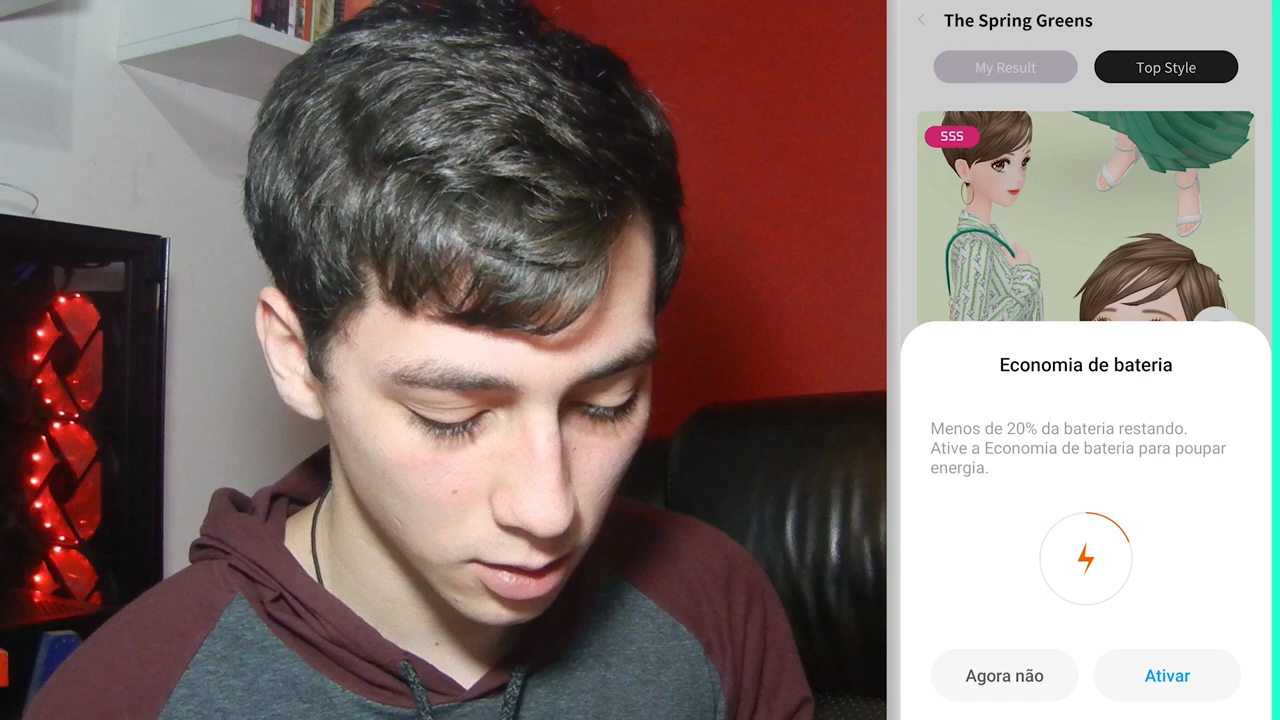 The Spring Greens
My Result
Top Style
SSS
Economia de bateria
Menos de 20% da bateria restando.
Ative a Economia de bateria para poupar
energia.
Agora não
Ativar